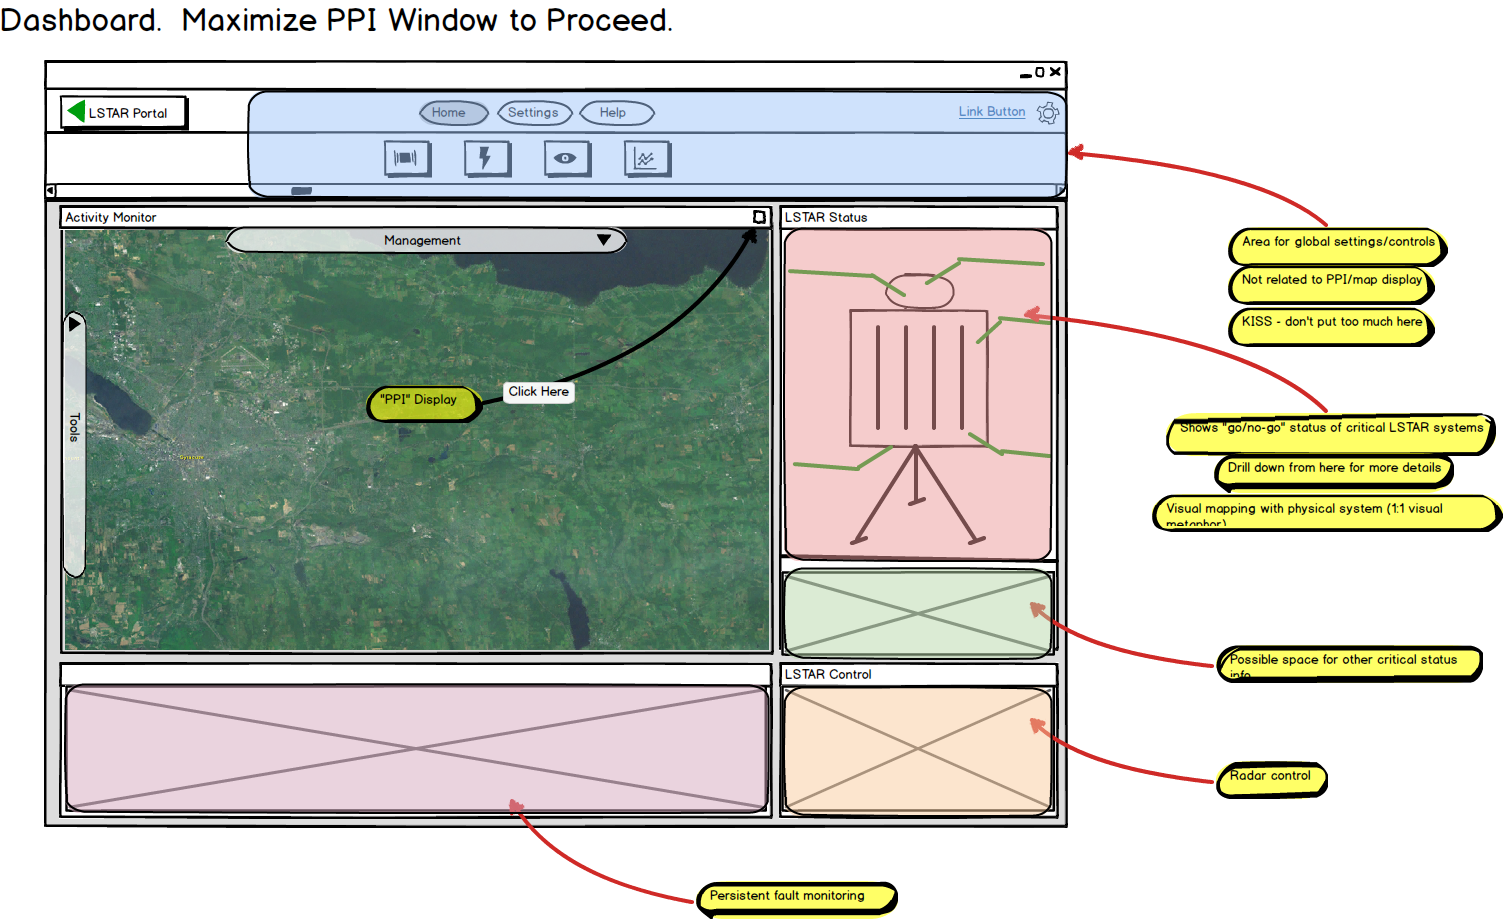 Dashboard.  Maximize PPI Window to Proceed.
LSTAR Portal
Home
Settings
Help
Link Button
Activity Monitor
LSTAR Status
Management
Tools
"PPI" Display
Click Here
Syracuse
LSTAR Control
Area for global settings/controls
Not related to PPI/map display
KISS - don't put too much here
Shows "go/no-go" status of critical LSTAR systems
Drill down from here for more details
Visual mapping with physical system (1:1 visual
metaphor)
Possible space for other critical status
info
Radar control
Persistent fault monitoring